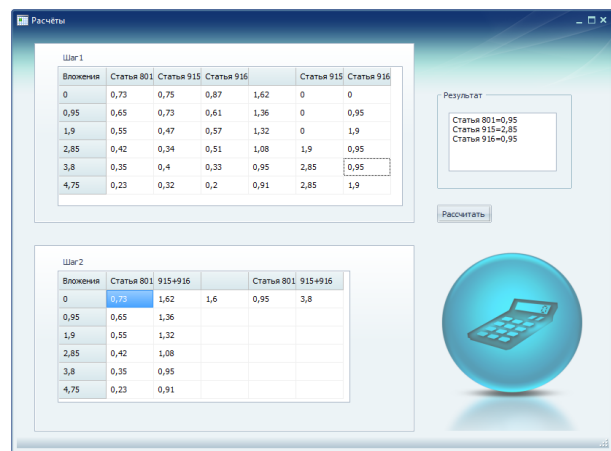 Расчёты
Шаг1
Вложения Статья 801 Статья 915 Статья 916 Статья 915 Статья 916
0 0,73 0,75 0,87 1,62 0 0
0,95 0,65 0,73 0,61 1,36 0 0,95
1,9 0,55 0,47 0,57 1,32 0 1,9
2,85 0,42 0,34 0,51 1,08 1,9 0,95
3,8 0,35 0,4 0,33 0,95 2,85 0,95
4,75 0,23 0,32 0,2 0,91 2,85 1,9
Результат
Статья 801=0,95
Статья 915=2,85
Статья 916=0,95
Рассчитать
Шаг2
Вложения Статья 801 915+916 Статья 801 915+916
0 0,73 1,62 1,6 0,95 3,8
0,95 0,65 1,36
1,9 0,55 1,32
2,85 0,42 1,08
3,8 0,35 0,95
4,75 0,23 0,91